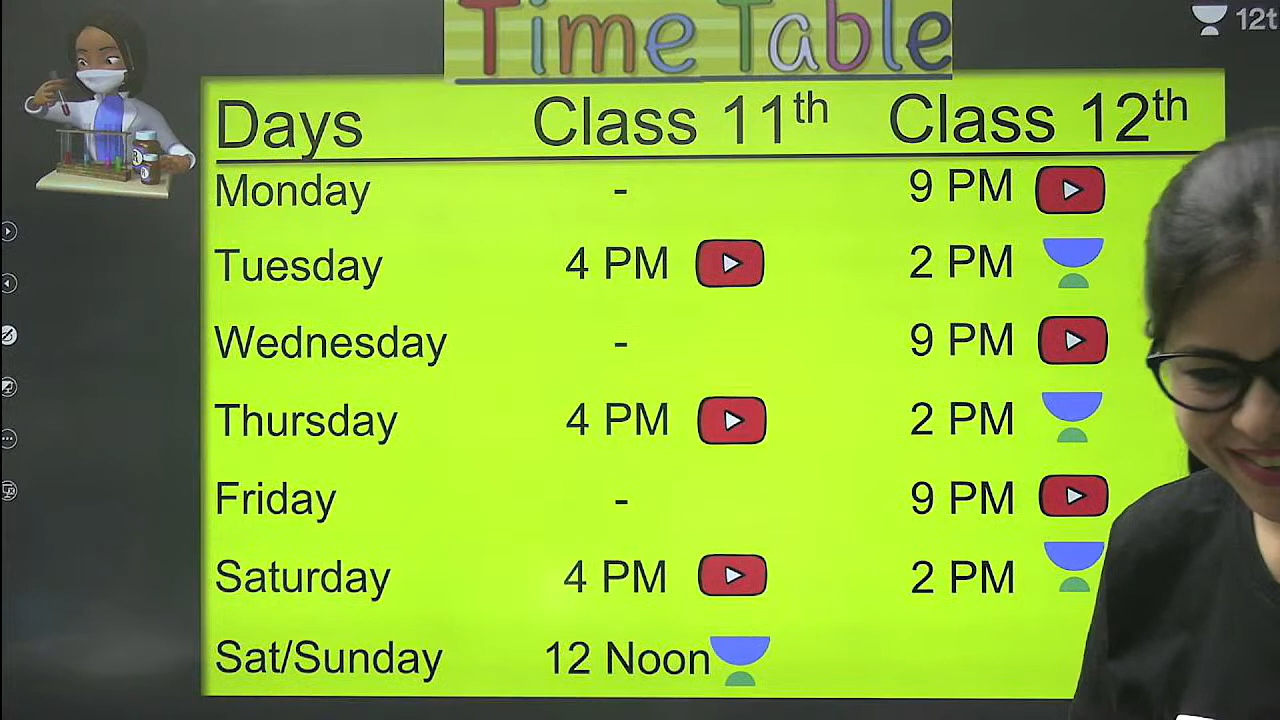 Time Table
12t
Days Class 11th Class 12th
Monday - 9 PM
Tuesday 4 PM 2 PM
Wednesday - 9 PM
Thursday 4 PM 2 PM
Friday - 9 PM
Saturday 4 PM 2 PM
Sat/Sunday 12 Noon